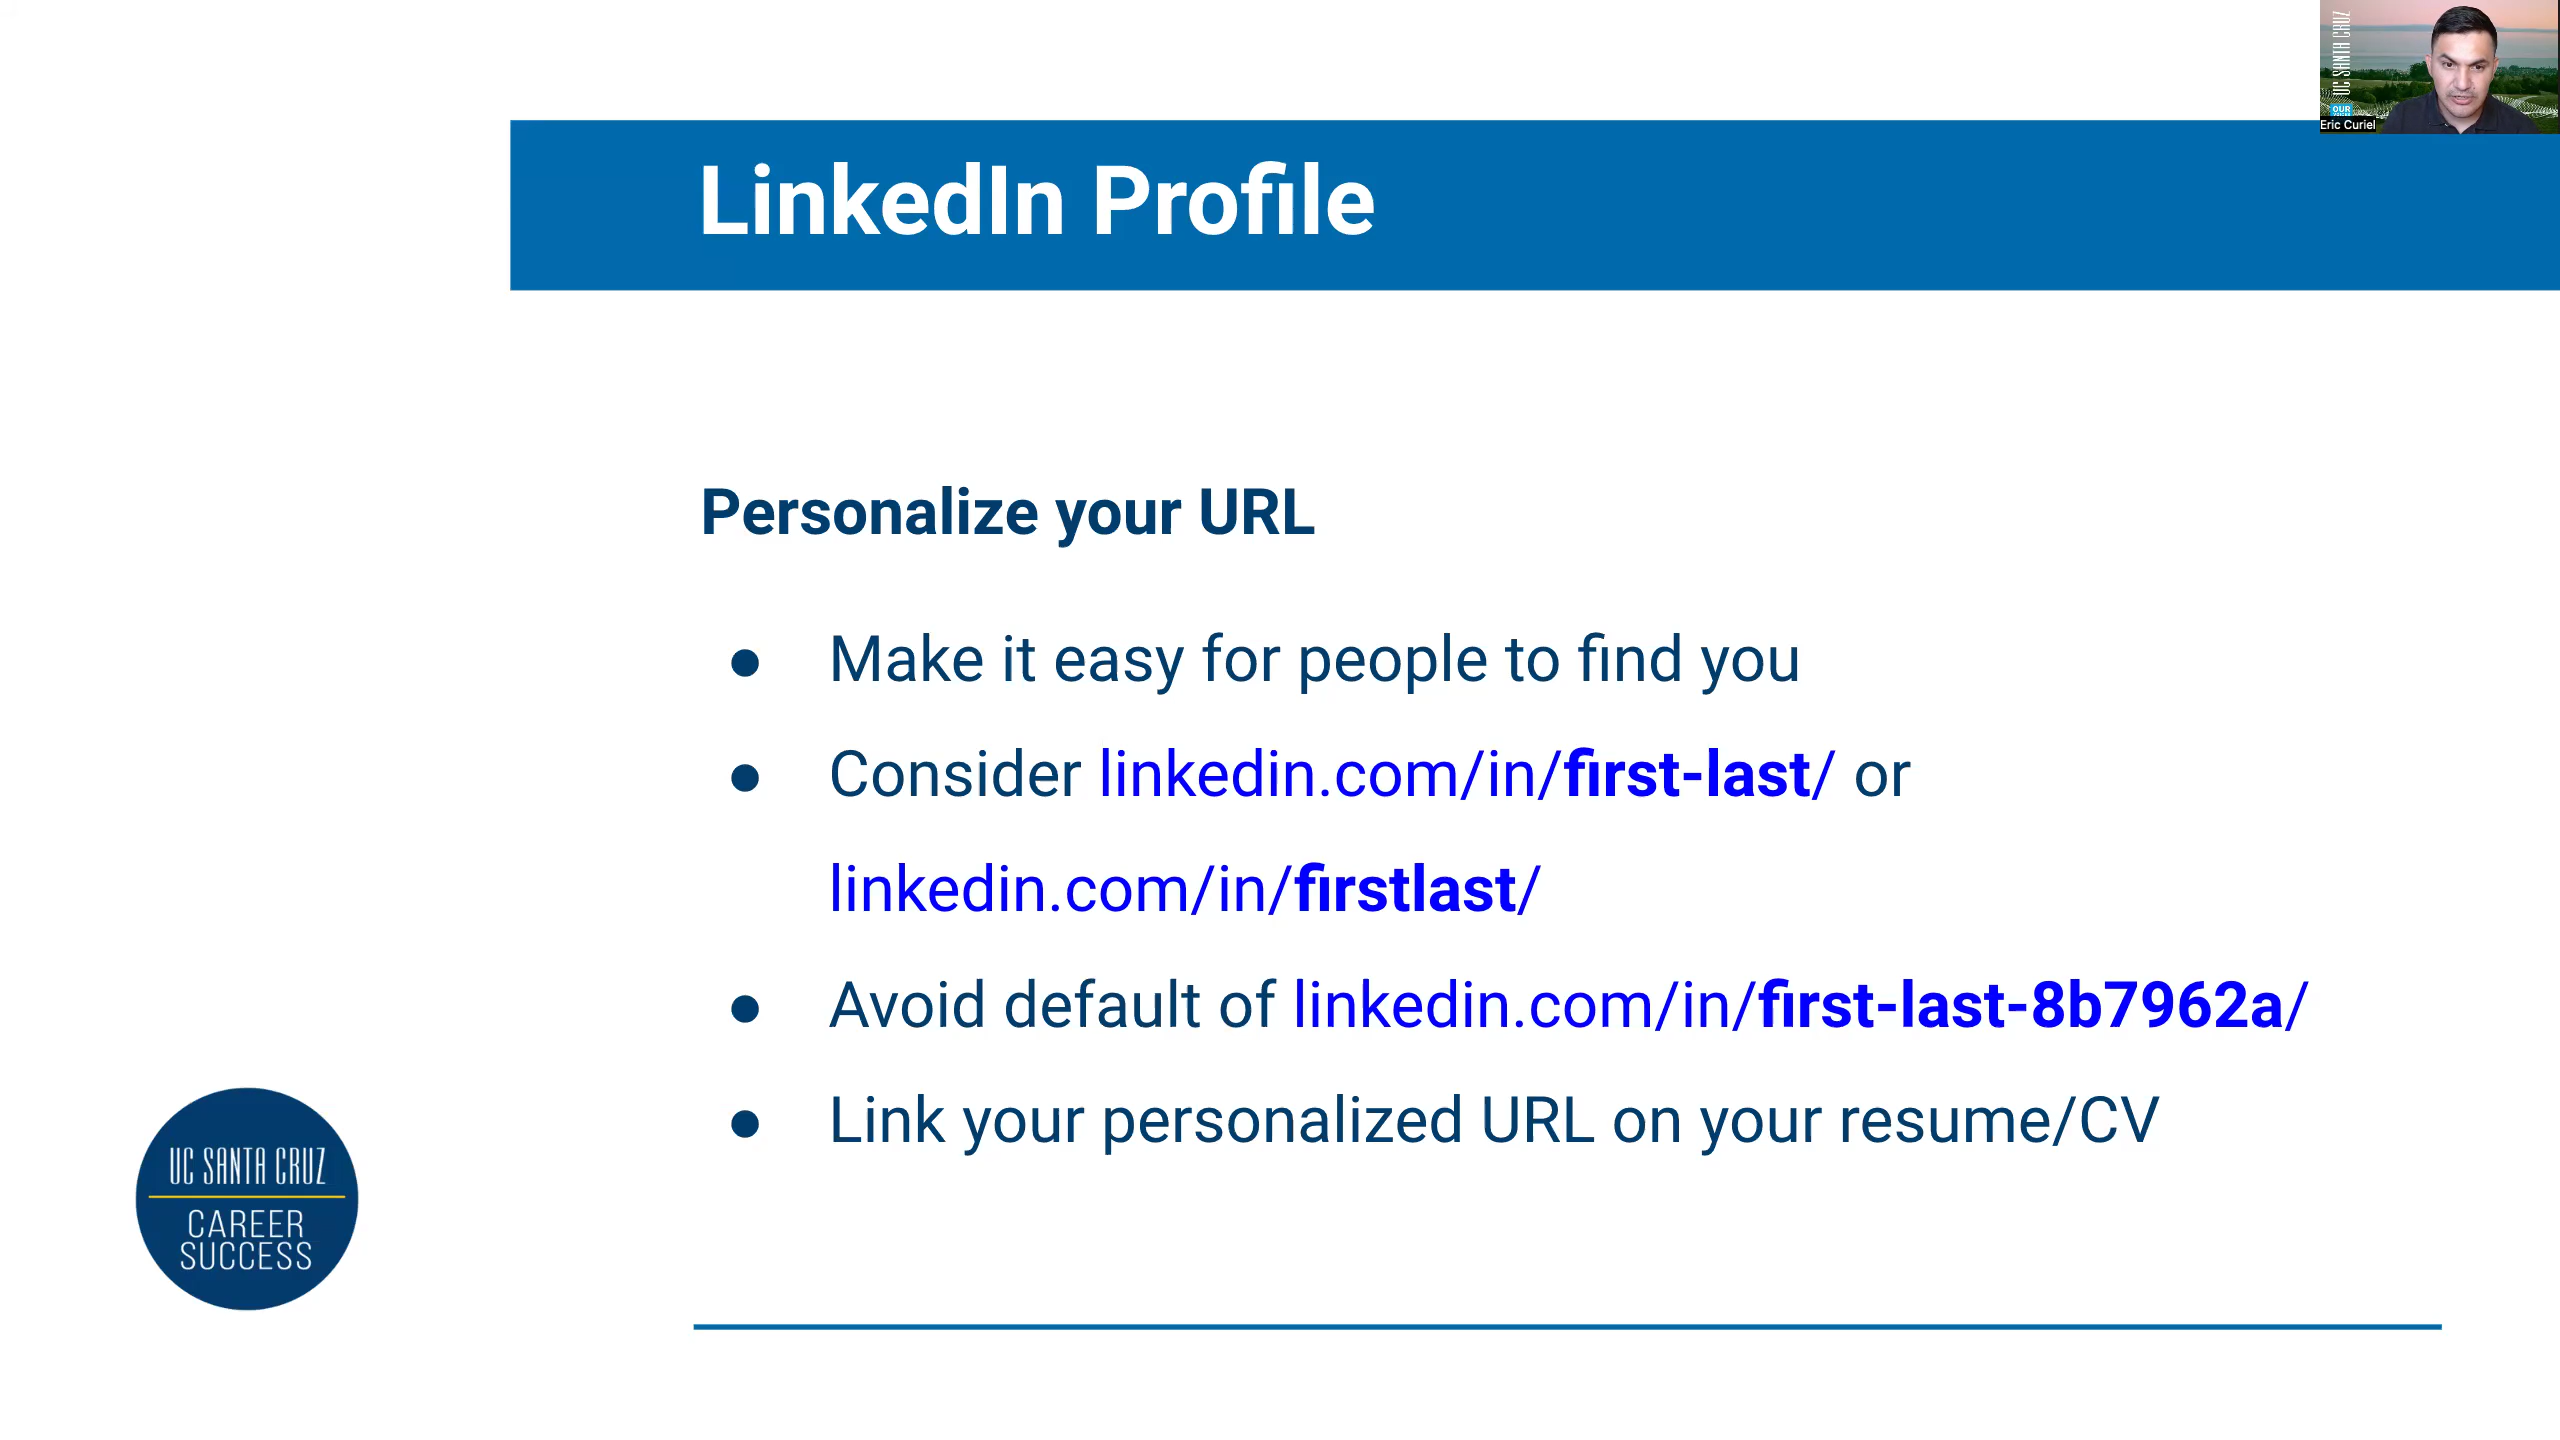 UC SANTA CRUZ
OUR
Eric Curiel
LinkedIn Profile
Personalize your URL
● Make it easy for people to find you
● Consider linkedin.com/in/first-last/ or
linkedin.com/in/firstlast/
● Avoid default of linkedin.com/in/first-last-8b7962a/
● Link your personalized URL on your resume/CV
UC SANTA CRUZ
CAREER
SUCCESS